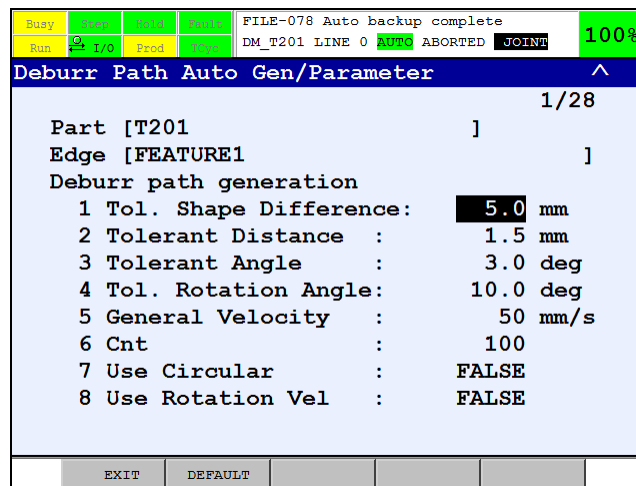 Busy Step Hold Fault FILE-078 Auto backup complete
Run I/O Prod TCyc DM_T201 LINE 0 AUTO ABORTED JOINT 100%
Deburr Path Auto Gen/Parameter ^
1/28
Part [T201 ]
Edge [FEATURE1 ]
Deburr path generation
1 Tol. Shape Difference: 5.0 mm
2 Tolerant Distance : 1.5 mm
3 Tolerant Angle : 3.0 deg
4 Tol. Rotation Angle: 10.0 deg
5 General Velocity : 50 mm/s
6 Cnt : 100
7 Use Circular : FALSE
8 Use Rotation Vel : FALSE
EXIT DEFAULT